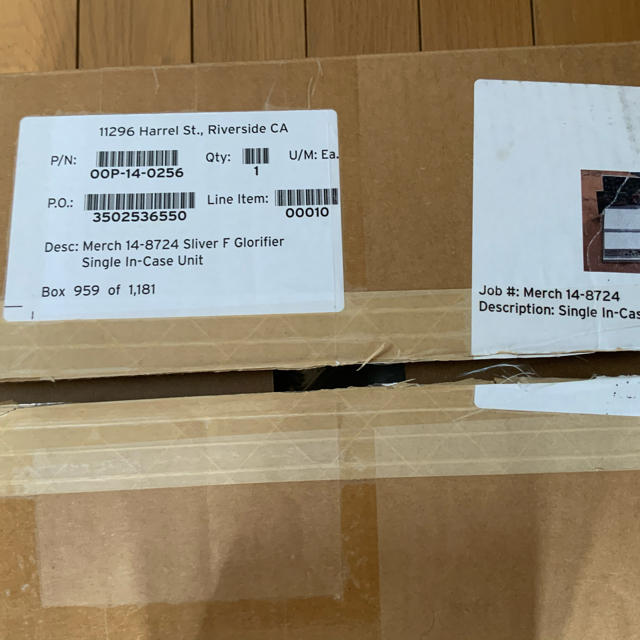 11296 Harrel St., Riverside CA
P/N: OOP-14-0256 Qty: 1 U/M: Ea.
P.O.: 3502536550 Line Item: 00010
Desc: Merch 14-8724 Sliver F Glorifier
Single In-Case Unit
Box 959 of 1,181
Job #: Merch 14-8724
Description: Single In-Cas